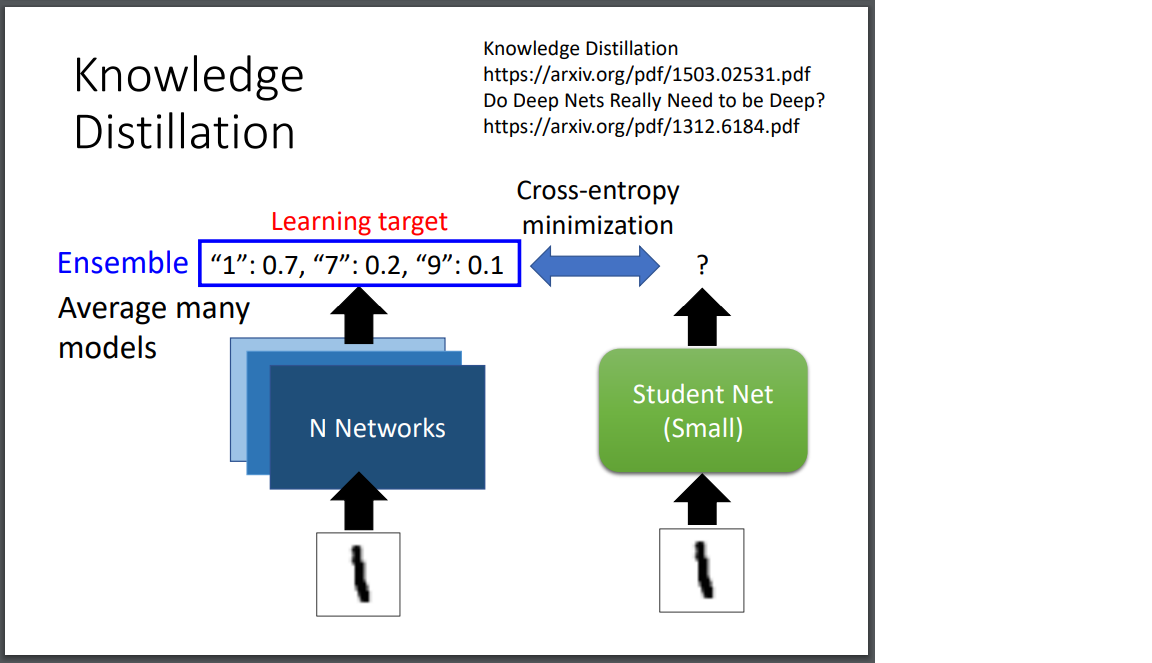 Knowledge
Distillation
Knowledge Distillation
https://arxiv.org/pdf/1503.02531.pdf
Do Deep Nets Really Need to be Deep?
https://arxiv.org/pdf/1312.6184.pdf
Cross-entropy
minimization
Learning target
Ensemble
“1”: 0.7, “7”: 0.2, “9”: 0.1
?
Average many
models
N Networks
Student Net
(Small)